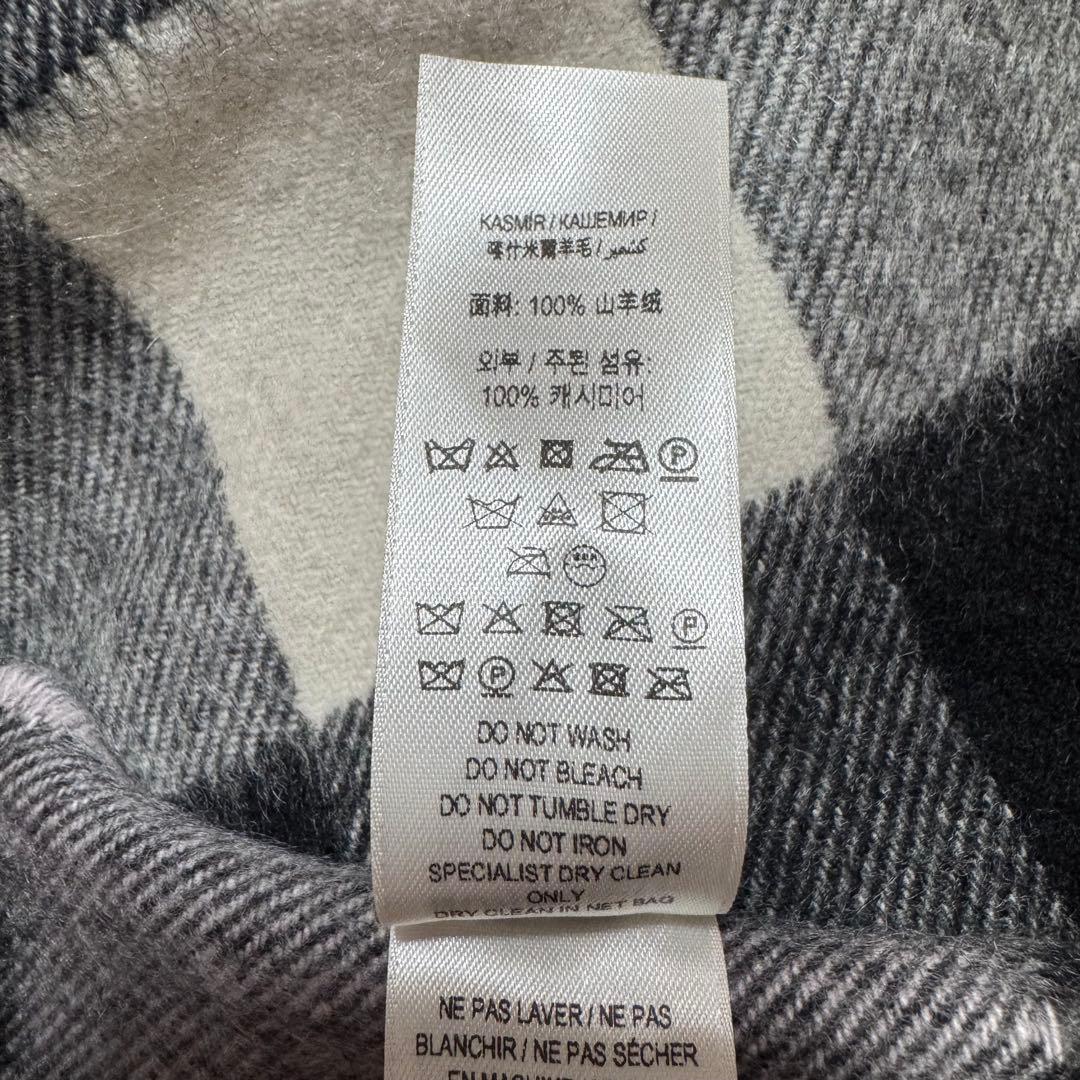 KASMIR / КАШЕМИР /
喀什米爾羊毛 / كشمير
面料: 100% 山羊绒
외부 / 주된 섬유:
100% 캐시미어
P
P
P
DO NOT WASH
DO NOT BLEACH
DO NOT TUMBLE DRY
DO NOT IRON
SPECIALIST DRY CLEAN
ONLY
DRY CLEAN IN NET BAG
NE PAS LAVER / NE PAS
BLANCHIR / NE PAS SÉCHER